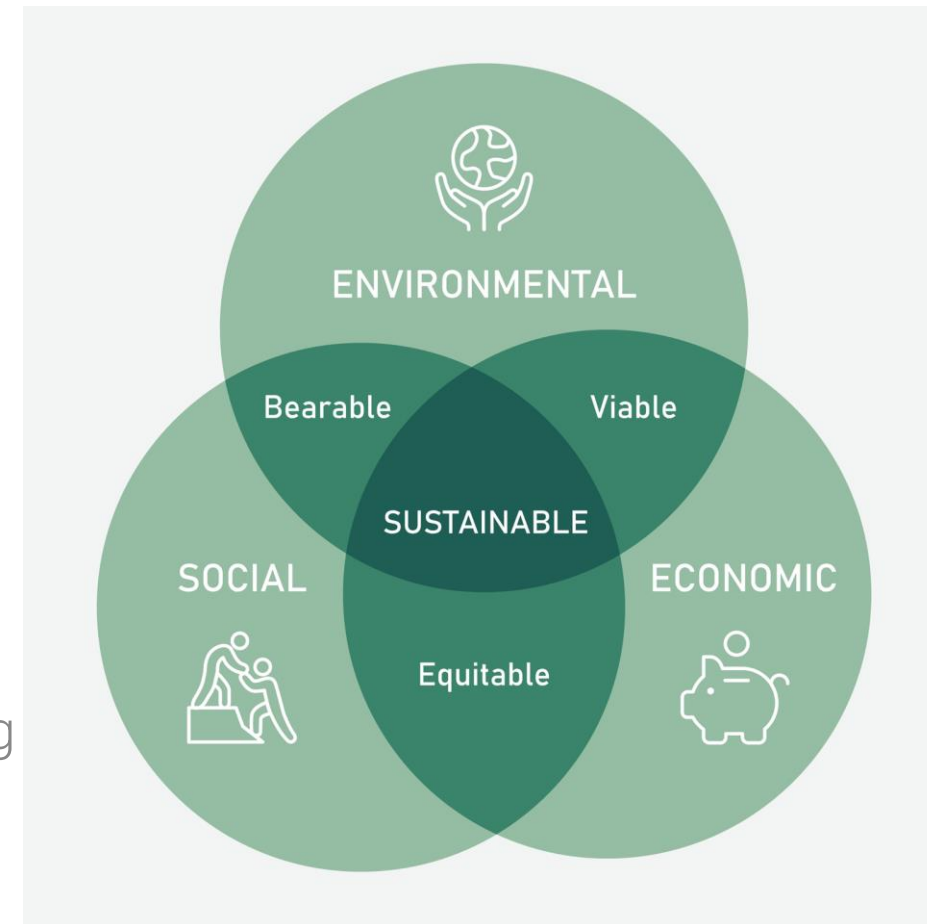 ENVIRONMENTAL
Bearable
Viable
SUSTAINABLE
SOCIAL
ECONOMIC
Equitable
g